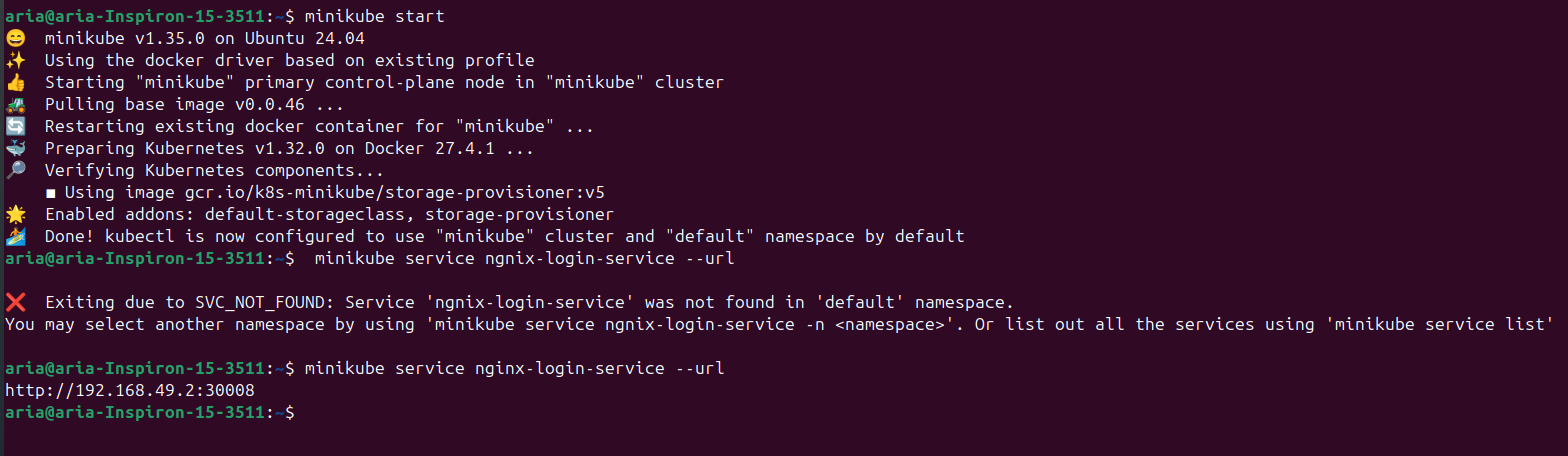 aria@aria-Inspiron-15-3511:~$ minikube start
😄  minikube v1.35.0 on Ubuntu 24.04
✨  Using the docker driver based on existing profile
👍  Starting "minikube" primary control-plane node in "minikube" cluster
🚜  Pulling base image v0.0.46 ...
🔄  Restarting existing docker container for "minikube" ...
🐳  Preparing Kubernetes v1.32.0 on Docker 27.4.1 ...
🔎  Verifying Kubernetes components...
    ▪ Using image gcr.io/k8s-minikube/storage-provisioner:v5
🌟  Enabled addons: default-storageclass, storage-provisioner
🏄  Done! kubectl is now configured to use "minikube" cluster and "default" namespace by default
aria@aria-Inspiron-15-3511:~$  minikube service ngnix-login-service --url
❌  Exiting due to SVC_NOT_FOUND: Service 'ngnix-login-service' was not found in 'default' namespace.
You may select another namespace by using 'minikube service ngnix-login-service -n <namespace>'. Or list out all the services using 'minikube service list'
aria@aria-Inspiron-15-3511:~$ minikube service nginx-login-service --url
http://192.168.49.2:30008
aria@aria-Inspiron-15-3511:~$